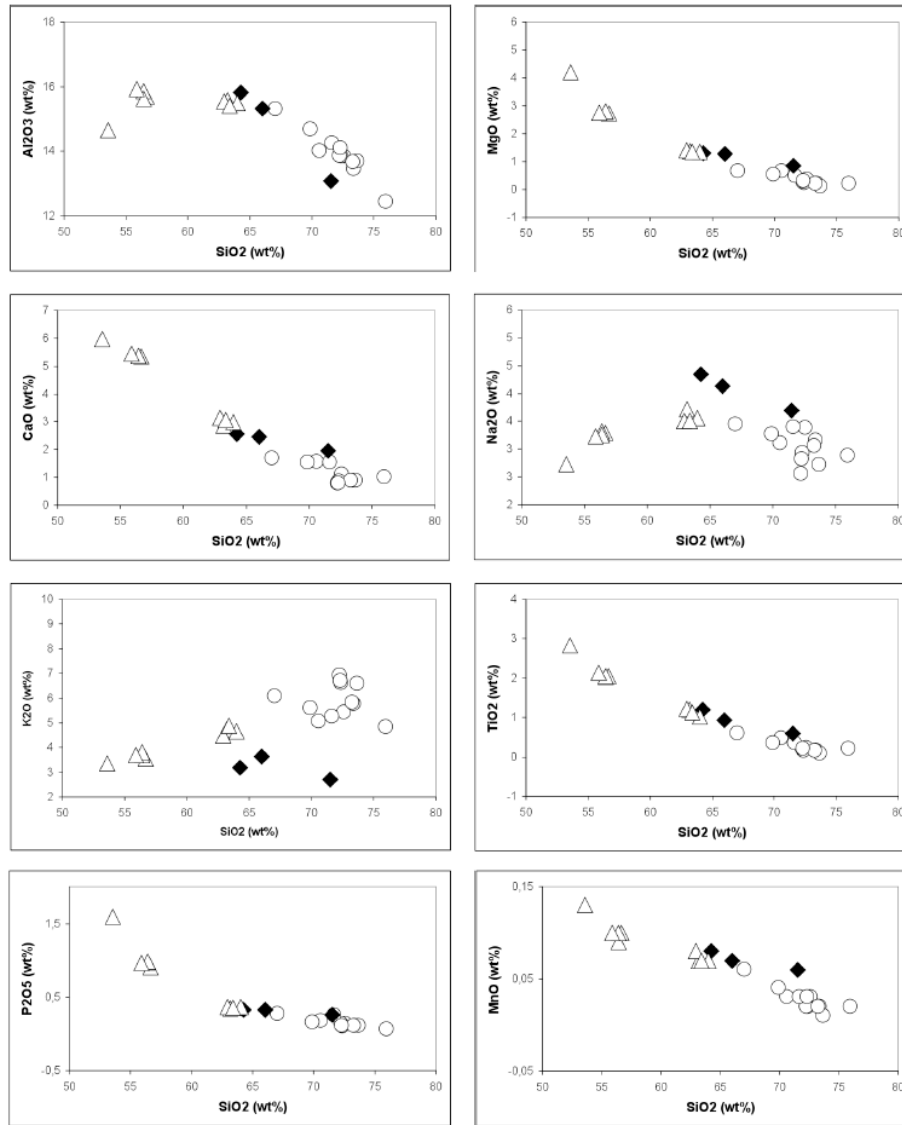 Al2O3 (wt%)
18
16
14
12
50 55 60 65 70 75 80
SiO2 (wt%)
MgO (wt%)
6
5
4
3
2
1
0
-1
50 55 60 65 70 75 80
SiO2 (wt%)
CaO (wt%)
7
6
5
4
3
2
1
0
50 55 60 65 70 75 80
SiO2 (wt%)
Na2O (wt%)
6
5
5
4
4
3
3
2
50 55 60 65 70 75 80
SiO2 (wt%)
K2O (wt%)
10
9
8
7
6
5
4
3
2
50 55 60 65 70 75 80
SiO2 (wt%)
TiO2 (wt%)
4
3
2
1
0
-1
50 55 60 65 70 75 80
SiO2 (wt%)
P2O5 (wt%)
1,5
0,5
-0,5
50 55 60 65 70 75 80
SiO2 (wt%)
MnO (wt%)
0,15
0,05
-0,05
50 55 60 65 70 75 80
SiO2 (wt%)